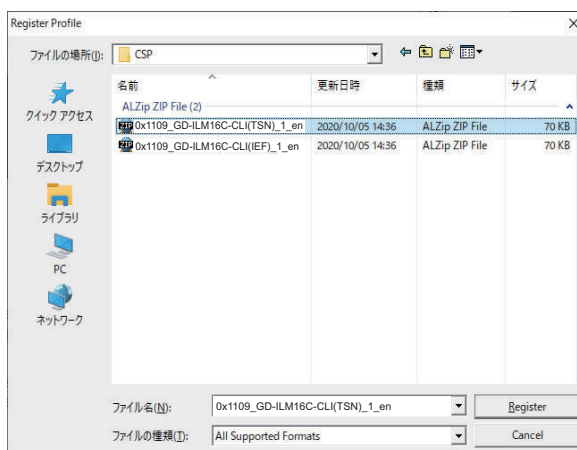 Register Profile
ファイルの場所(I): CSP
名前 更新日時 種類 サイズ
ALZip ZIP File (2)
0x1109_GD-ILM16C-CLI(TSN)_1_en 2020/10/05 14:36 ALZip ZIP File 70 KB
0x1109_GD-ILM16C-CLI(IEF)_1_en 2020/10/05 14:36 ALZip ZIP File 70 KB
クイック アクセス
デスクトップ
ライブラリ
PC
ネットワーク
ファイル名(N): 0x1109_GD-ILM16C-CLI(TSN)_1_en Register
ファイルの種類(T): All Supported Formats Cancel